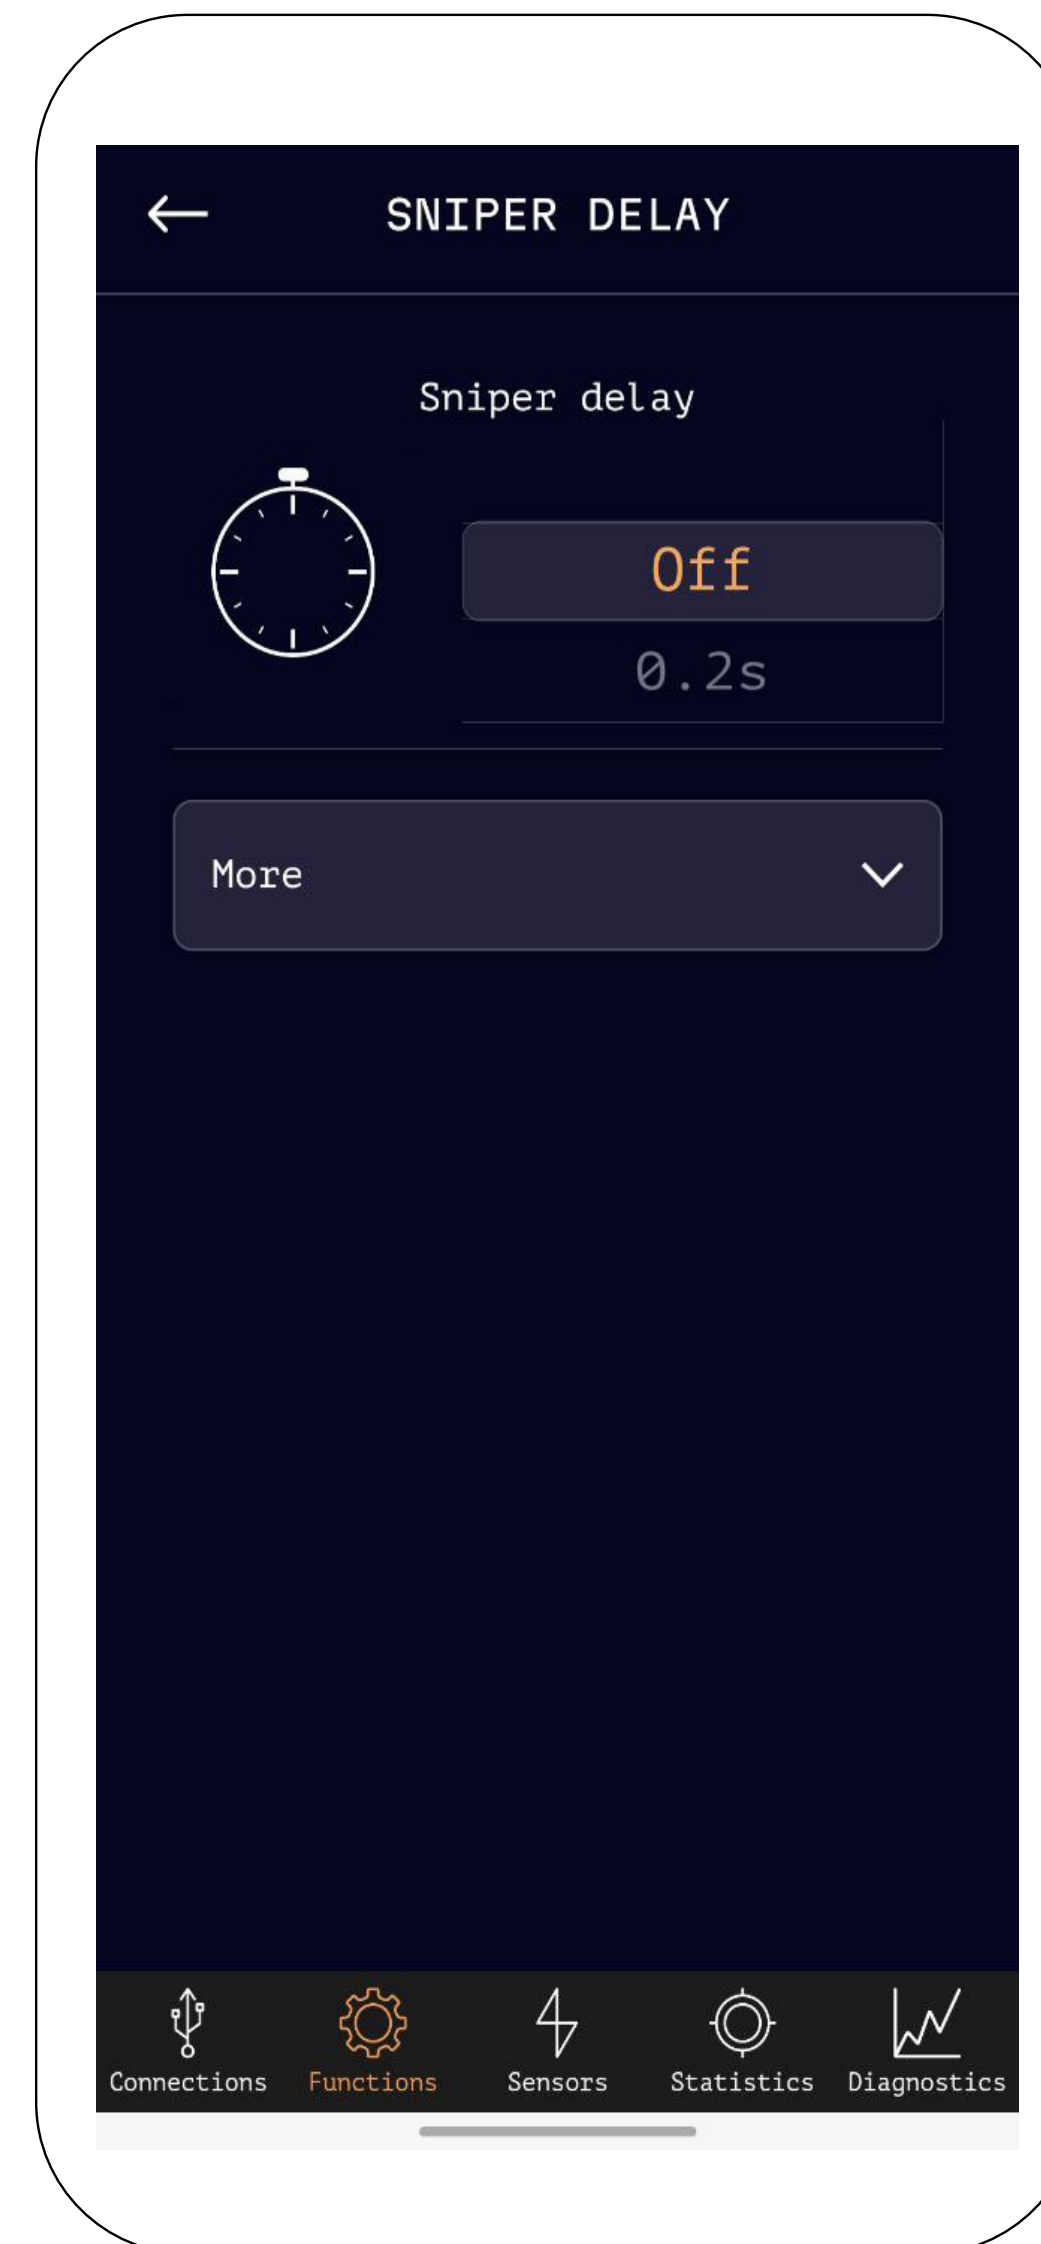 SNIPER DELAY
Sniper delay
Off
0.2s
More
Connections Functions Sensors Statistics Diagnostics